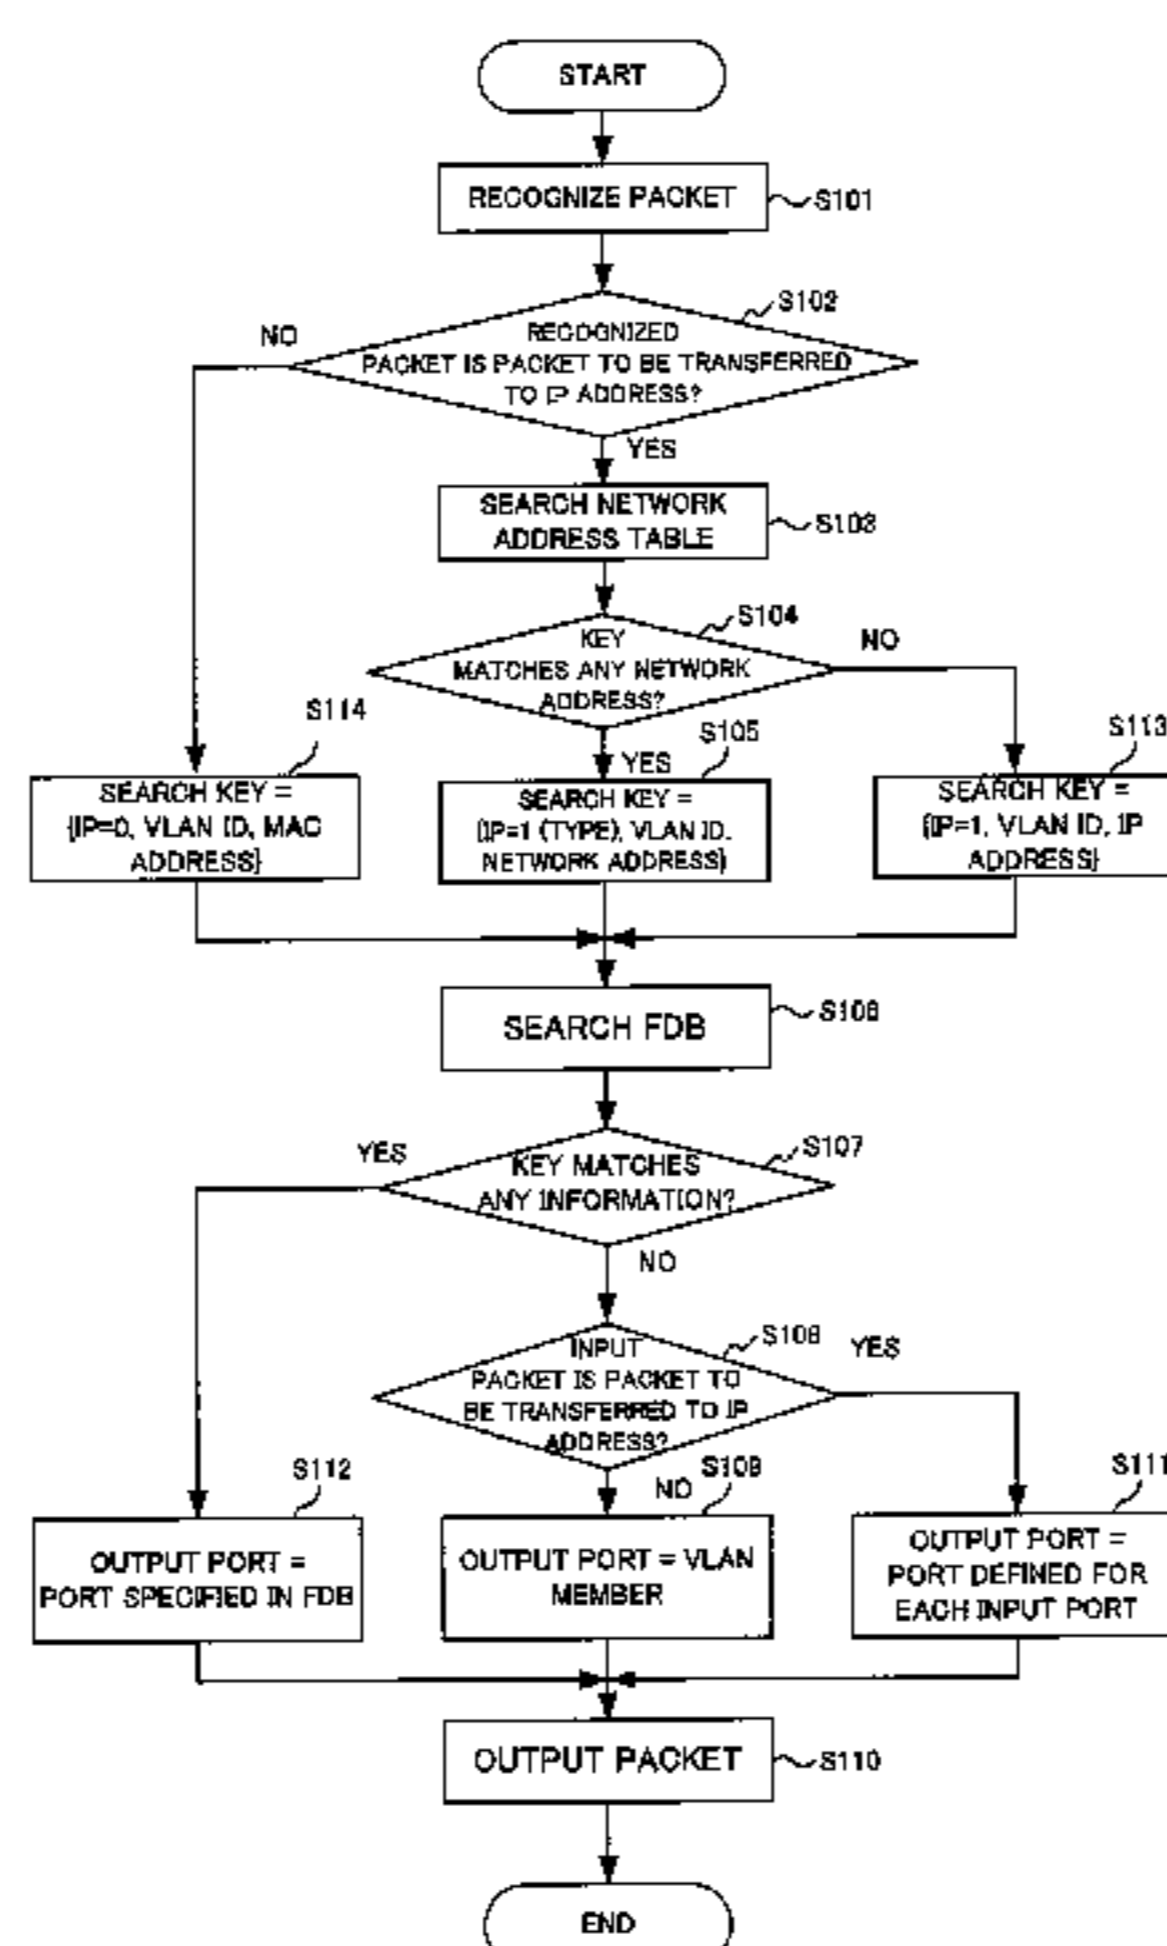 START
RECOGNIZE PACKET
S101
S102
NO
RECOGNIZED
PACKET IS PACKET TO BE TRANSFERRED
TO IP ADDRESS?
YES
SEARCH NETWORK
ADDRESS TABLE
S103
S104
KEY
MATCHES ANY NETWORK
ADDRESS?
NO
S114
S105
S113
YES
SEARCH KEY =
{IP=0, VLAN ID, MAC
ADDRESS}
SEARCH KEY =
{IP=1 (TYPE), VLAN ID,
NETWORK ADDRESS}
SEARCH KEY =
{IP=1, VLAN ID, IP
ADDRESS}
SEARCH FDB
S106
YES
S107
KEY MATCHES
ANY INFORMATION?
NO
S108
YES
INPUT
PACKET IS PACKET TO
BE TRANSFERRED TO IP
ADDRESS?
S112
NO
S109
S111
OUTPUT PORT =
PORT SPECIFIED IN FDB
OUTPUT PORT = VLAN
MEMBER
OUTPUT PORT =
PORT DEFINED FOR
EACH INPUT PORT
OUTPUT PACKET
S110
END